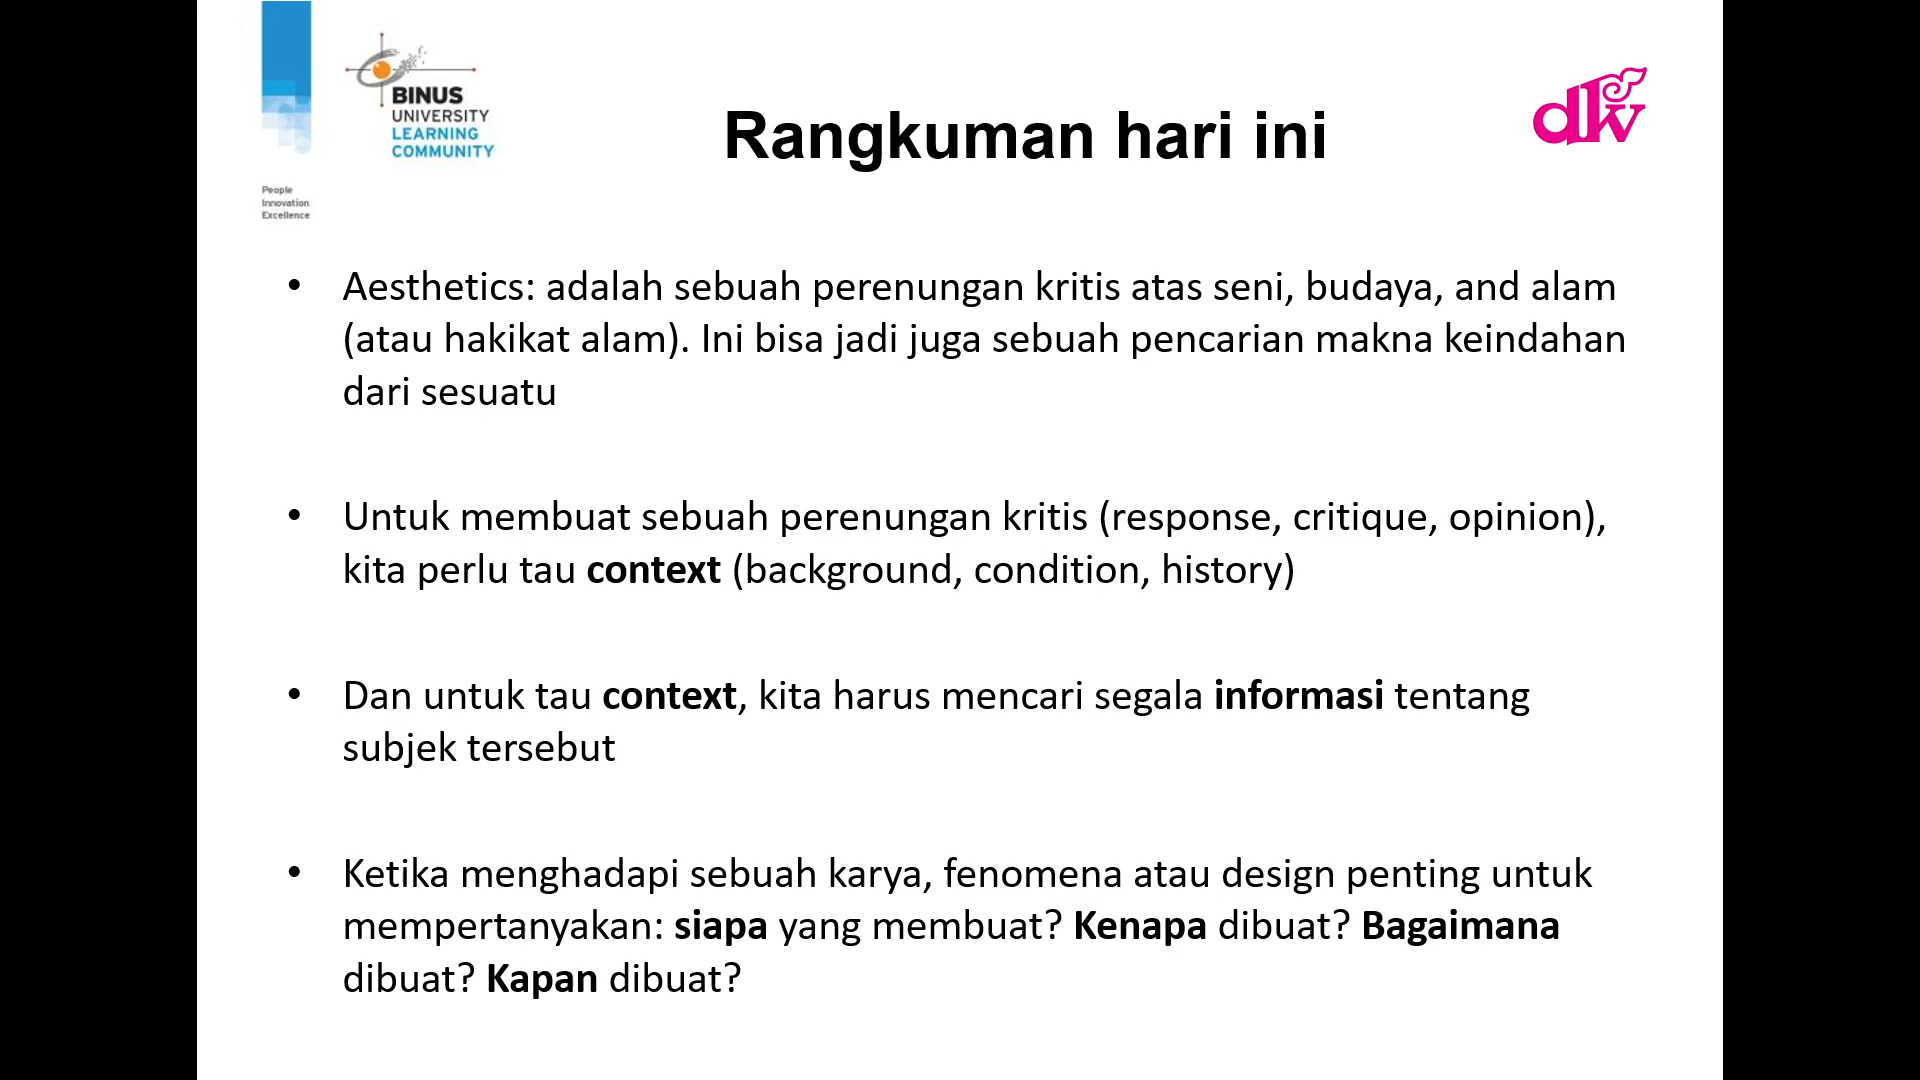 BINUS
UNIVERSITY
LEARNING
COMMUNITY
People
Innovation
Excellence
Rangkuman hari ini
dkv
• Aesthetics: adalah sebuah perenungan kritis atas seni, budaya, and alam
(atau hakikat alam). Ini bisa jadi juga sebuah pencarian makna keindahan
dari sesuatu
• Untuk membuat sebuah perenungan kritis (response, critique, opinion),
kita perlu tau context (background, condition, history)
• Dan untuk tau context, kita harus mencari segala informasi tentang
subjek tersebut
• Ketika menghadapi sebuah karya, fenomena atau design penting untuk
mempertanyakan: siapa yang membuat? Kenapa dibuat? Bagaimana
dibuat? Kapan dibuat?